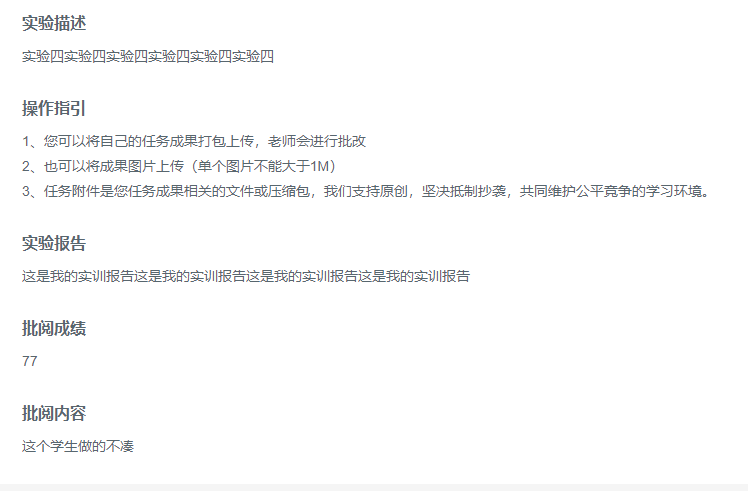 实验描述
实验四实验四实验四实验四实验四实验四
操作指引
1、您可以将自己的任务成果打包上传，老师会进行批改
2、也可以将成果图片上传（单个图片不能大于1M）
3、任务附件是您任务成果相关的文件或压缩包，我们支持原创，坚决抵制抄袭，共同维护公平竞争的学习环境。
实验报告
这是我的实训报告这是我的实训报告这是我的实训报告这是我的实训报告
批阅成绩
77
批阅内容
这个学生做的不凑